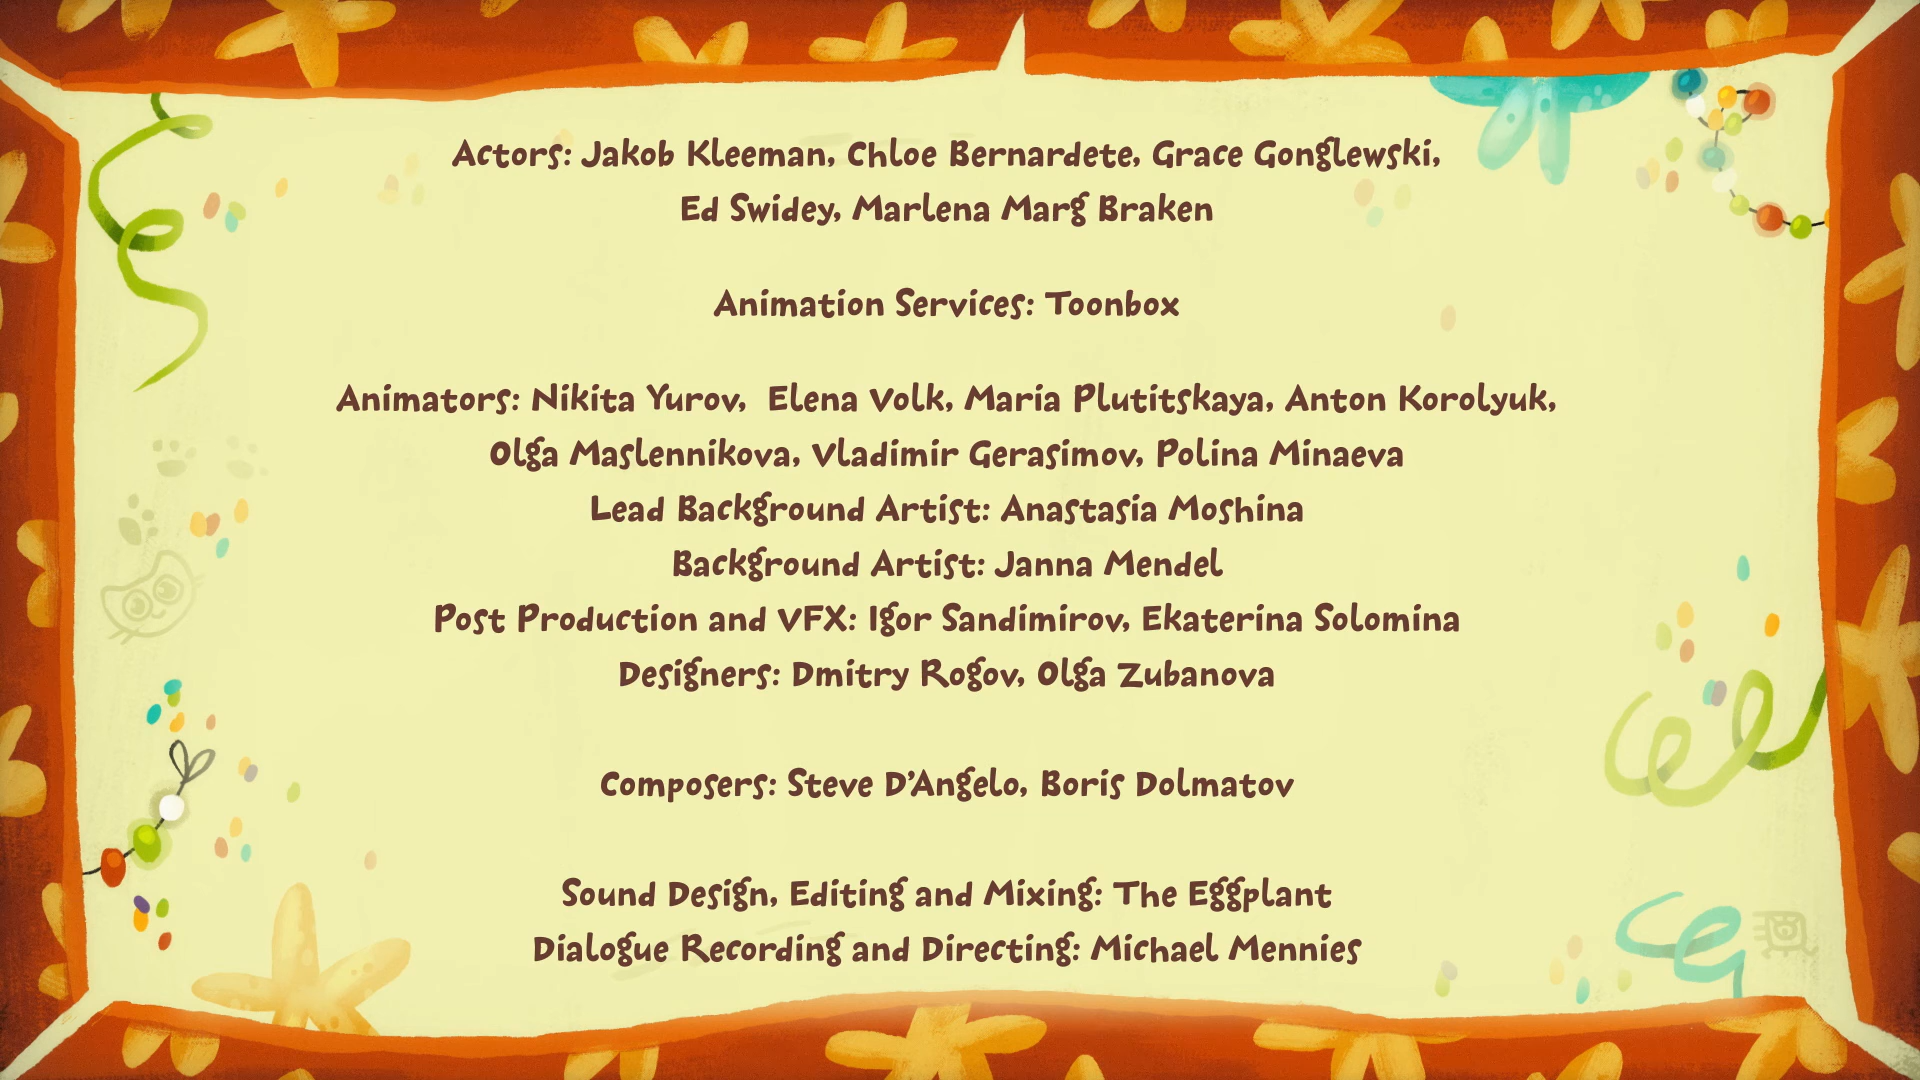 Actors: Jakob Kleeman, Chloe Bernardete, Grace Gonglewski,
Ed Swidey, Marlena Marg Braken
Animation Services: Toonbox
Animators: Nikita Yurov,  Elena Volk, Maria Plutitskaya, Anton Korolyuk,
Olga Maslennikova, Vladimir Gerasimov, Polina Minaeva
Lead Background Artist: Anastasia Moshina
Background Artist: Janna Mendel
Post Production and VFX: Igor Sandimirov, Ekaterina Solomina
Designers: Dmitry Rogov, Olga Zubanova
Composers: Steve D’Angelo, Boris Dolmatov
Sound Design, Editing and Mixing: The Eggplant
Dialogue Recording and Directing: Michael Mennies